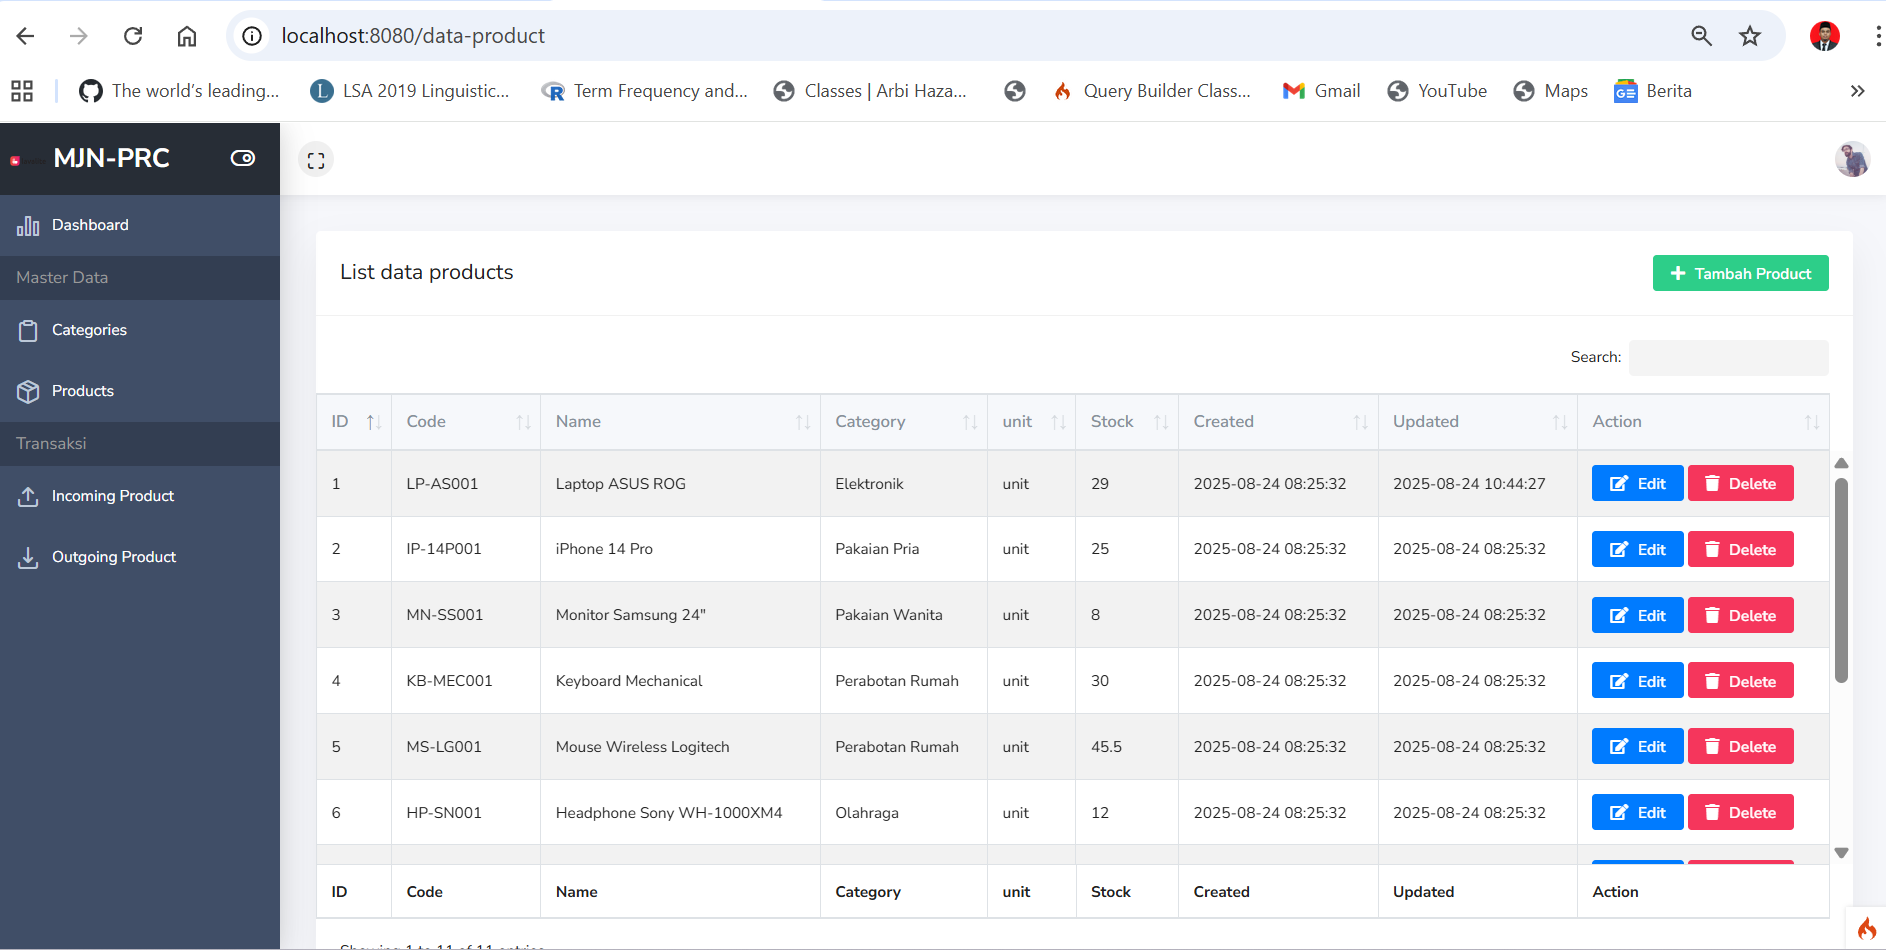 localhost:8080/data-product
The world's leading...
LSA 2019 Linguistic...
Term Frequency and...
Classes | Arbi Haza...
Query Builder Class...
Gmail
YouTube
Maps
Berita
MJN-PRC
Dashboard
Master Data
Categories
Products
Transaksi
Incoming Product
Outgoing Product
List data products
Tambah Product
Search:
ID Code Name Category unit Stock Created Updated Action
1 LP-AS001 Laptop ASUS ROG Elektronik unit 29 2025-08-24 08:25:32 2025-08-24 10:44:27 Edit Delete
2 IP-14P001 iPhone 14 Pro Pakaian Pria unit 25 2025-08-24 08:25:32 2025-08-24 08:25:32 Edit Delete
3 MN-SS001 Monitor Samsung 24" Pakaian Wanita unit 8 2025-08-24 08:25:32 2025-08-24 08:25:32 Edit Delete
4 KB-MEC001 Keyboard Mechanical Perabotan Rumah unit 30 2025-08-24 08:25:32 2025-08-24 08:25:32 Edit Delete
5 MS-LG001 Mouse Wireless Logitech Perabotan Rumah unit 45.5 2025-08-24 08:25:32 2025-08-24 08:25:32 Edit Delete
6 HP-SN001 Headphone Sony WH-1000XM4 Olahraga unit 12 2025-08-24 08:25:32 2025-08-24 08:25:32 Edit Delete
ID Code Name Category unit Stock Created Updated Action
Showing 1 to 11 of 11 entries